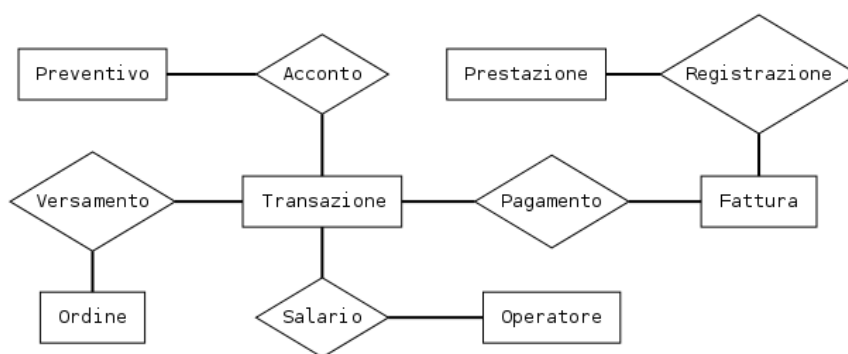 Preventivo
Acconto
Prestazione
Registrazione
Versamento
Transazione
Pagamento
Fattura
Ordine
Salario
Operatore